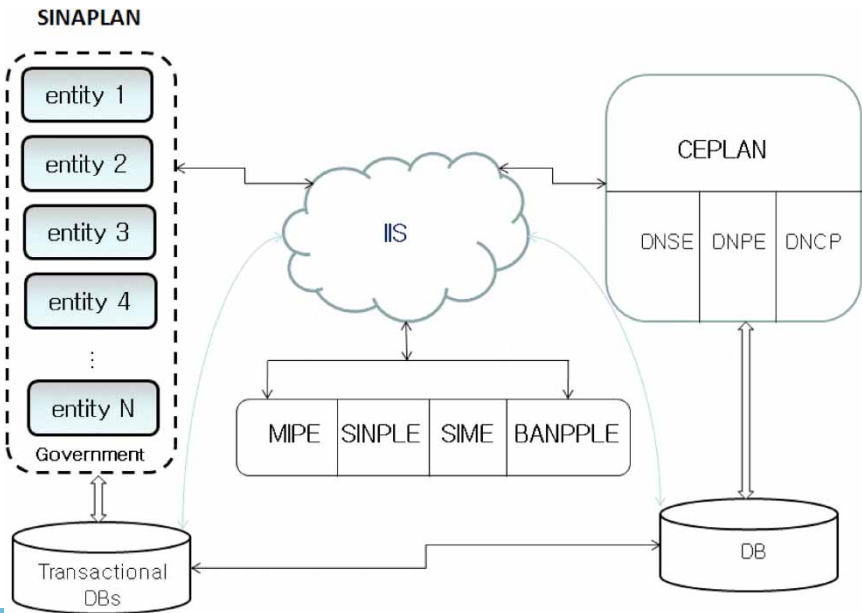 SINAPLAN
entity 1
entity 2
entity 3
entity 4
⋮
entity N
Government
Transactional
DBs
IIS
MIPE
SINPLE
SIME
BANPPLE
CEPLAN
DNSE
DNPE
DNCP
DB